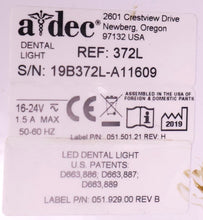 a-dec®
2601 Crestview Drive
Newberg, Oregon
97132 USA
DENTAL
LIGHT
REF: 372L
S/N: 19B372L-A11609
16-24V
1.5 A MAX
50-60 HZ
ASSEMBLED IN USA OF
FOREIGN & DOMESTIC PARTS
2019
Label P/N: 051.501.21 REV H
LED DENTAL LIGHT
U.S. PATENTS:
D663,886; D663,887;
D663,889
LABEL P/N 051.929.00 REV B